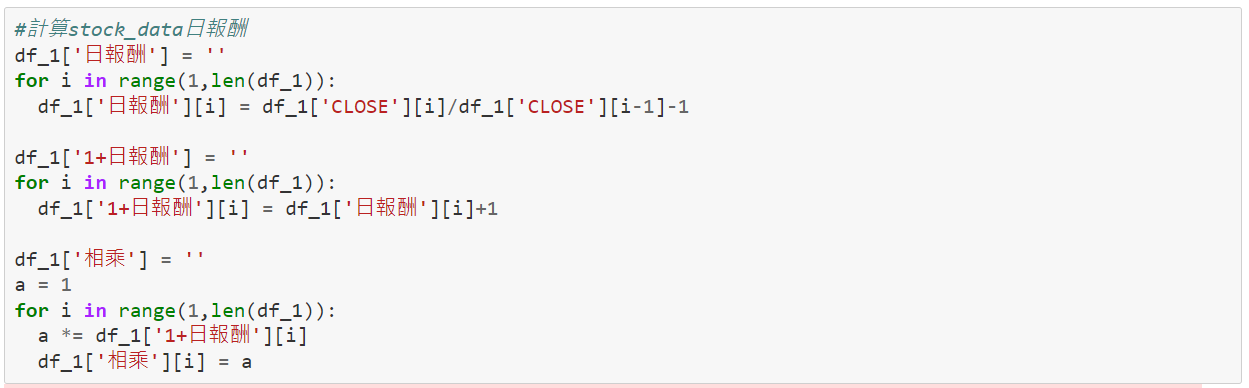 #計算stock_data日報酬
df_1['日報酬'] = ''
for i in range(1,len(df_1)):
  df_1['日報酬'][i] = df_1['CLOSE'][i]/df_1['CLOSE'][i-1]-1

df_1['1+日報酬'] = ''
for i in range(1,len(df_1)):
  df_1['1+日報酬'][i] = df_1['日報酬'][i]+1

df_1['相乘'] = ''
a = 1
for i in range(1,len(df_1)):
  a *= df_1['1+日報酬'][i]
  df_1['相乘'][i] = a